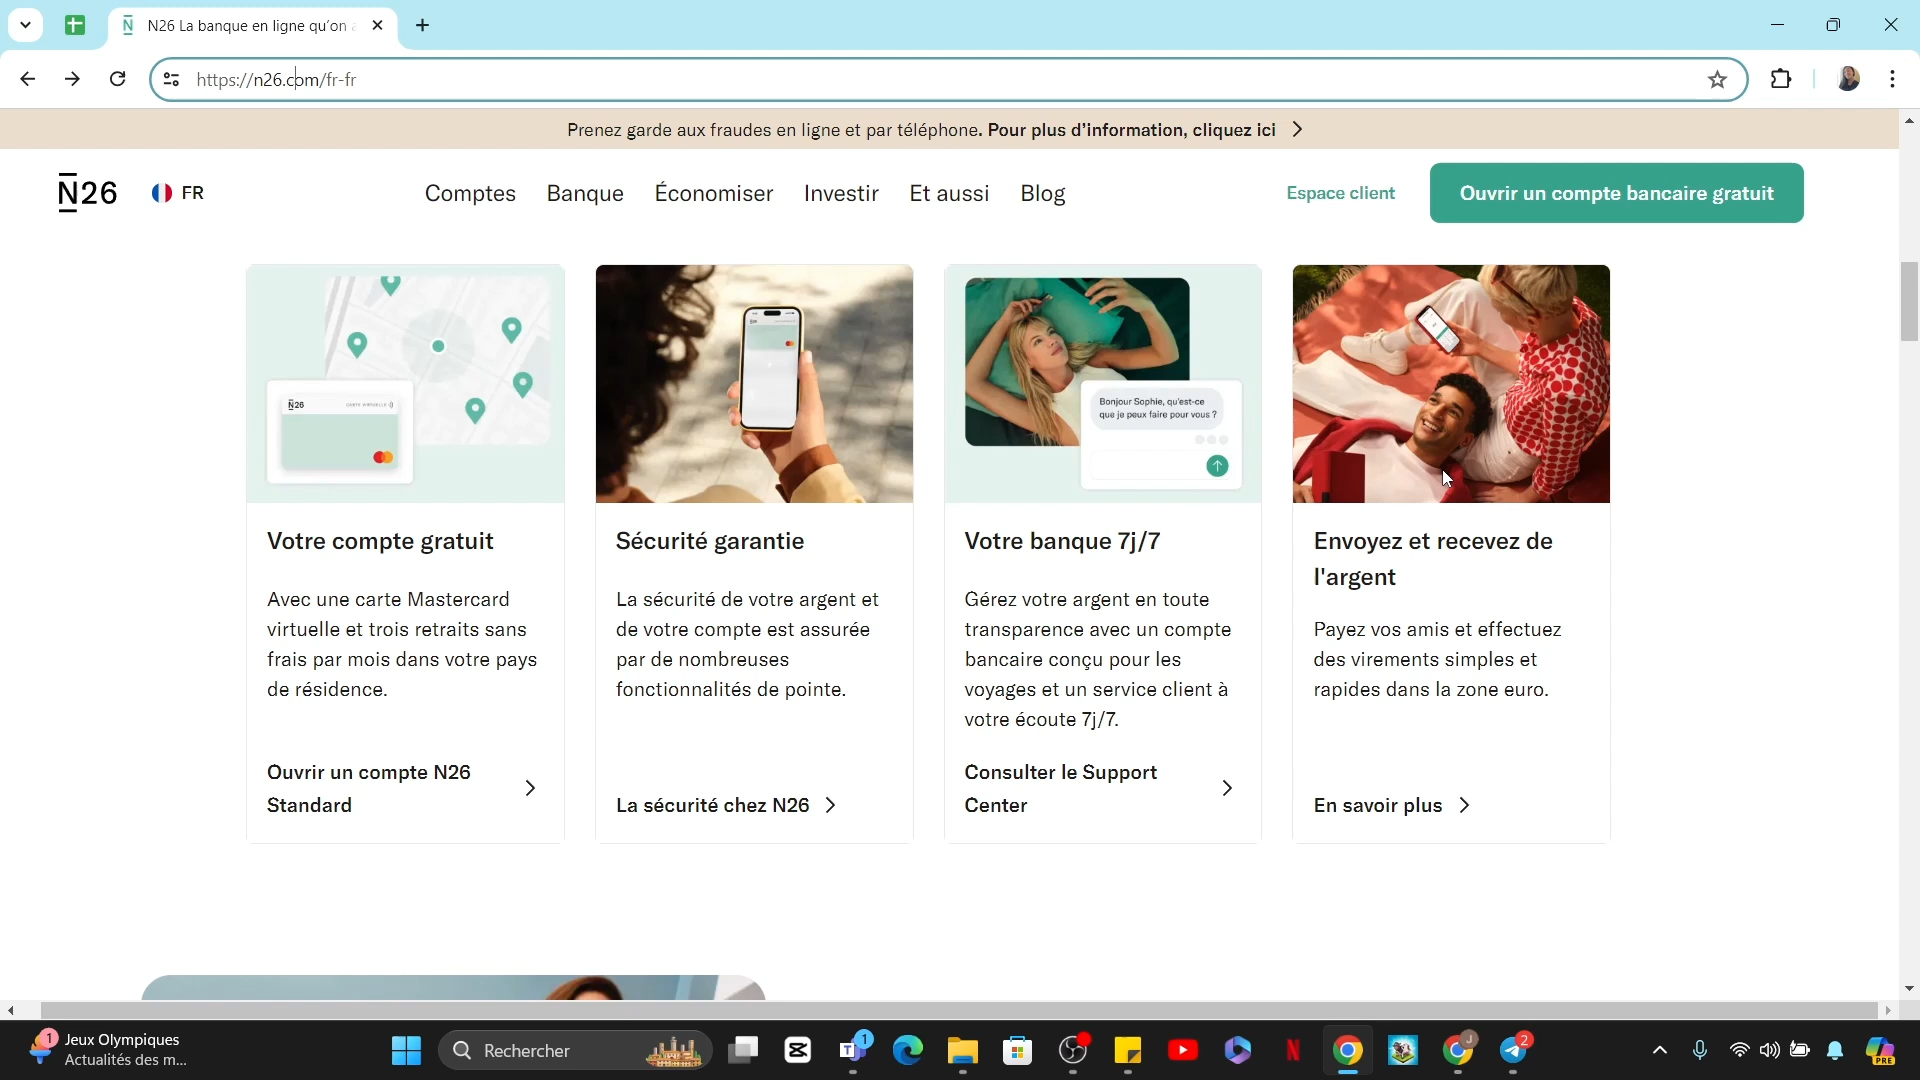 N26 La banque en ligne qu'on
https://n26.com/fr-fr
Prenez garde aux fraudes en ligne et par téléphone. Pour plus d'information, cliquez ici
N26
FR
Comptes
Banque
Économiser
Investir
Et aussi
Blog
Espace client
Ouvrir un compte bancaire gratuit
N26
CARTE VIRTUELLE
Bonjour Sophie, qu'est-ce
que je peux faire pour vous ?
Votre compte gratuit
Avec une carte Mastercard
virtuelle et trois retraits sans
frais par mois dans votre pays
de résidence.
Ouvrir un compte N26
Standard
Sécurité garantie
La sécurité de votre argent et
de votre compte est assurée
par de nombreuses
fonctionnalités de pointe.
La sécurité chez N26
Votre banque 7j/7
Gérez votre argent en toute
transparence avec un compte
bancaire conçu pour les
voyages et un service client à
votre écoute 7j/7.
Consulter le Support
Center
Envoyez et recevez de
l'argent
Payez vos amis et effectuez
des virements simples et
rapides dans la zone euro.
En savoir plus
1
Jeux Olympiques
Actualités des m...
Rechercher
1
J
2
PRE